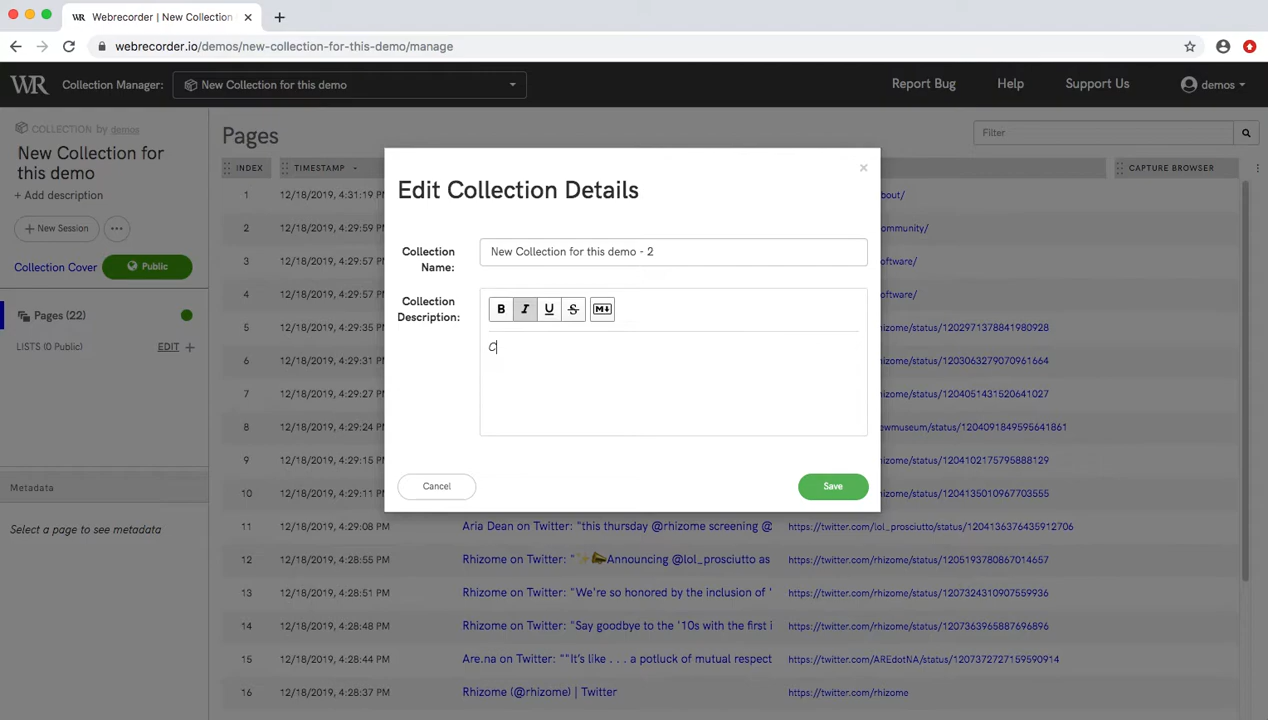 WR Webrecorder | New Collection
webrecorder.io/demos/new-collection-for-this-demo/manage
WR Collection Manager: New Collection for this demo Report Bug Help Support Us demos
COLLECTION by demos
New Collection for
this demo
+ Add description
+ New Session
Collection Cover Public
Pages (22)
LISTS (0 Public) EDIT +
Metadata
Select a page to see metadata
Pages
Filter
INDEX TIMESTAMP CAPTURE BROWSER
1 12/18/2019, 4:31:19 PM bout/
2 12/18/2019, 4:29:59 PM mmunity/
3 12/18/2019, 4:29:57 PM oftware/
4 12/18/2019, 4:29:57 PM oftware/
5 12/18/2019, 4:29:35 PM ome/status/1202971378841980928
6 12/18/2019, 4:29:31 PM ome/status/1203063279070961664
7 12/18/2019, 4:29:27 PM ome/status/1204051431520641027
8 12/18/2019, 4:29:24 PM ewmuseum/status/1204091849595641861
9 12/18/2019, 4:29:15 PM ome/status/1204102175795888129
10 12/18/2019, 4:29:11 PM ome/status/1204135010967703555
11 12/18/2019, 4:29:08 PM Aria Dean on Twitter: "this thursday @rhizome screening @ https://twitter.com/lol_prosciutto/status/1204136376435912706
12 12/18/2019, 4:28:55 PM Rhizome on Twitter: "✨📣Announcing @lol_prosciutto as https://twitter.com/rhizome/status/1205193780867014657
13 12/18/2019, 4:28:51 PM Rhizome on Twitter: "We're so honored by the inclusion of ' https://twitter.com/rhizome/status/1207324310907559936
14 12/18/2019, 4:28:48 PM Rhizome on Twitter: "Say goodbye to the '10s with the first i https://twitter.com/rhizome/status/1207363965887696896
15 12/18/2019, 4:28:44 PM Are.na on Twitter: ""It's like . . . a potluck of mutual respect https://twitter.com/AREdotNA/status/1207372727159590914
16 12/18/2019, 4:28:37 PM Rhizome (@rhizome) | Twitter https://twitter.com/rhizome
Edit Collection Details
Collection
Name:
New Collection for this demo - 2
Collection
Description:
B I U S M
C
Cancel Save